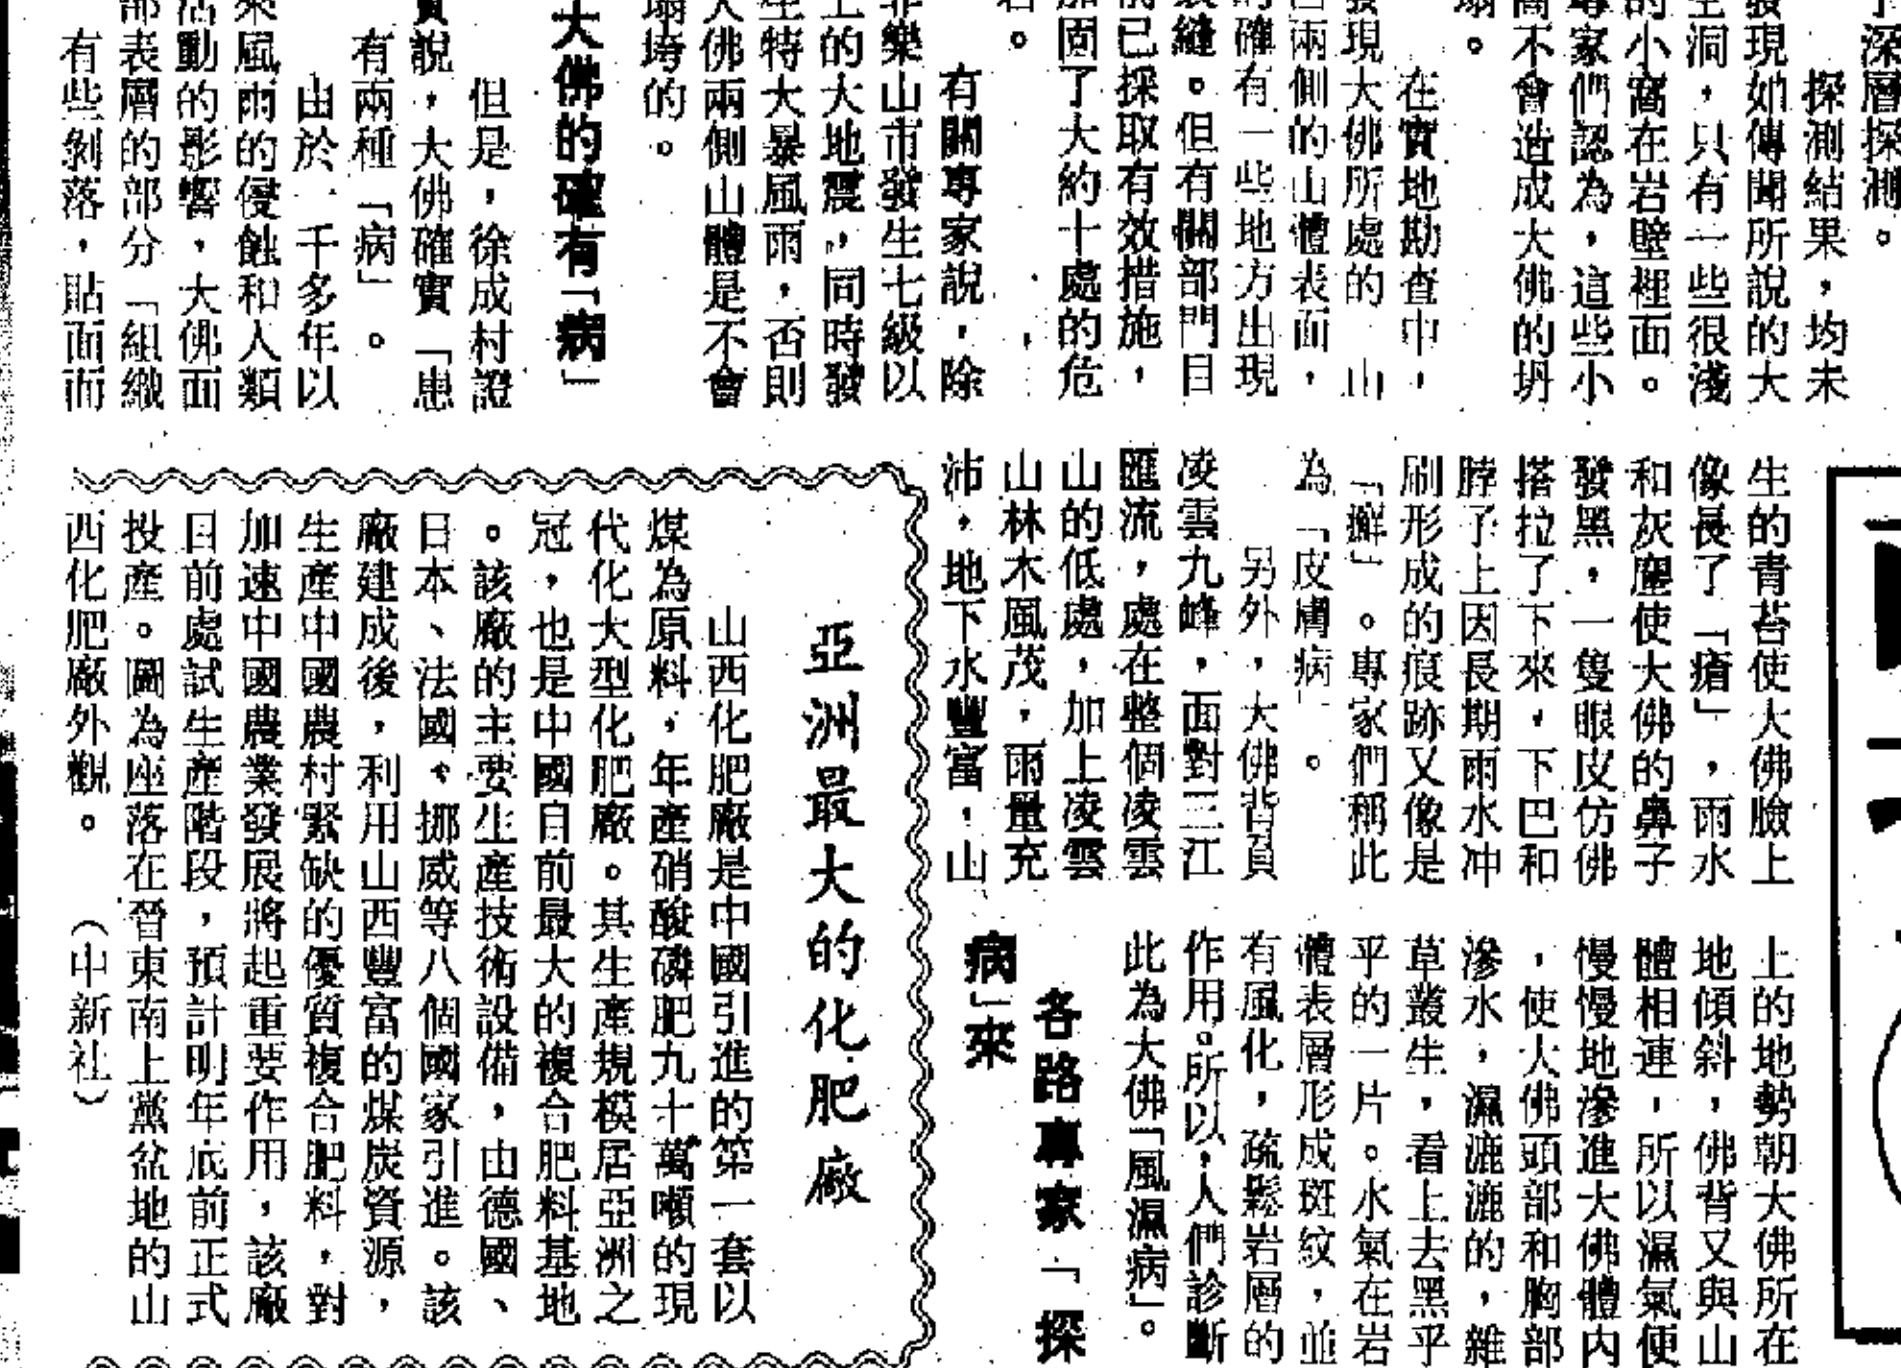 了深層探測。
探測結果，均未
發現如傳聞所說的大
空洞，只有一些很淺
的小窩在岩壁裡面。
專家們認為，這些小
窩不會造成大佛的坍
塌。
在實地勘查中，
發現大佛所處的山
岩兩側的山體表面，
的確有一些地方出現
裂縫。但有關部門目
前已採取有效措施，
加固了大約十處的危
岩。
有關專家說，除
非樂山市發生七級以
上的大地震，同時發
生特大暴風雨，否則
大佛兩側山體是不會
塌垮的。
大佛的確有「病」
但是，徐成村證
實說，大佛確實「患
有兩種「病」。
由於一千多年以
來風雨的侵蝕和人類
活動的影響，大佛面
部表層的部分「組織
有些剝落，貼面而
生的青苔使大佛臉上
像長了「瘡」，雨水
和灰塵使大佛的鼻子
發黑，一隻眼皮仿佛
搭拉了下來，下巴和
脖子上因長期雨水冲
刷形成的痕跡又像是
「癬」。專家們稱此
為「皮膚病」。
另外，大佛背負
凌雲九峰，面對三江
匯流，處在整個凌雲
山的低處，加上凌雲
山林木風茂，雨量充
沛，地下水豐富，山
上的地勢朝大佛所在
地傾斜，佛背又與山
體相連，所以濕氣便
慢慢地滲進大佛體內
，使大佛頭部和胸部
滲水，濕漉漉的，雜
草叢生，看上去黑乎
乎的一片。水氣在岩
體表層形成斑紋，並
有風化，疏鬆岩層的
作用。所以，人們診斷
此為大佛「風濕病」。
各路專家「探
病」來
亞洲最大的化肥廠
山西化肥廠是中國引進的第一套以
煤為原料，年產硝酸磷肥九十萬噸的現
代化大型化肥廠。其生產規模居亞洲之
冠，也是中國目前最大的複合肥料基地
。該廠的主要生產技術設備，由德國、
日本、法國、挪威等八個國家引進。該
廠建成後，利用山西豐富的煤炭資源，
生產中國農村緊缺的優質複合肥料，對
加速中國農業發展將起重要作用，該廠
目前處試生產階段，預計明年底前正式
投產。圖為座落在晉東南上黨盆地的山
西化肥廠外觀。（中新社）